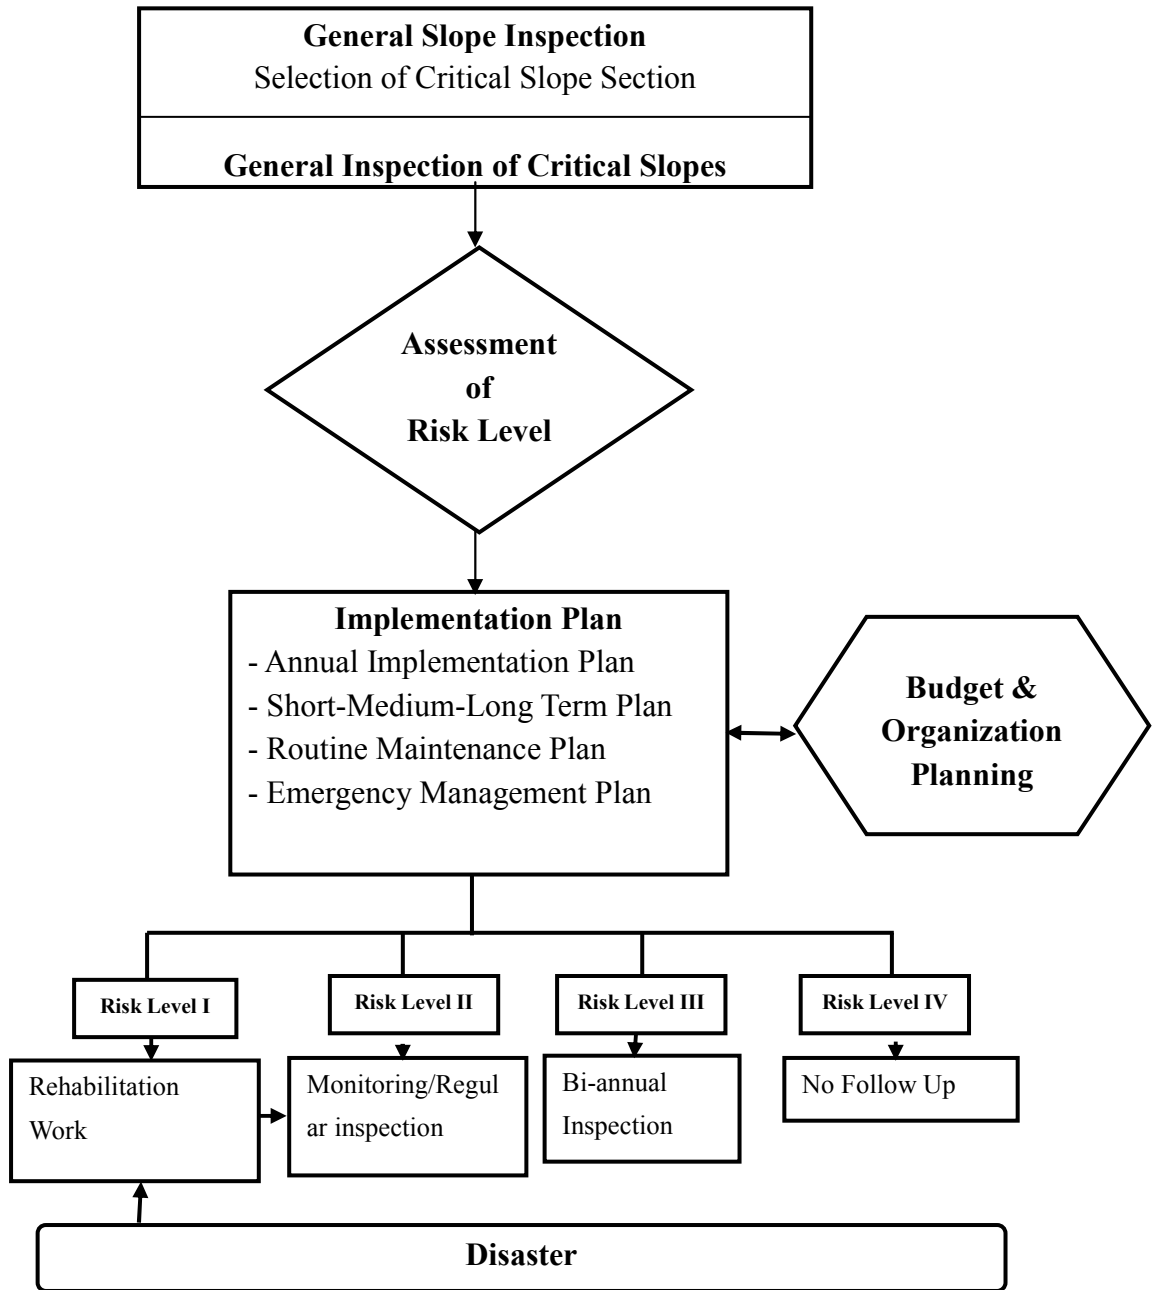 General Slope Inspection
Selection of Critical Slope Section
General Inspection of Critical Slopes
Assessment
of
Risk Level
Implementation Plan
- Annual Implementation Plan
- Short-Medium-Long Term Plan
- Routine Maintenance Plan
- Emergency Management Plan
Budget &
Organization
Planning
Risk Level I
Risk Level II
Risk Level III
Risk Level IV
Rehabilitation
Work
Monitoring/Regul
ar inspection
Bi-annual
Inspection
No Follow Up
Disaster